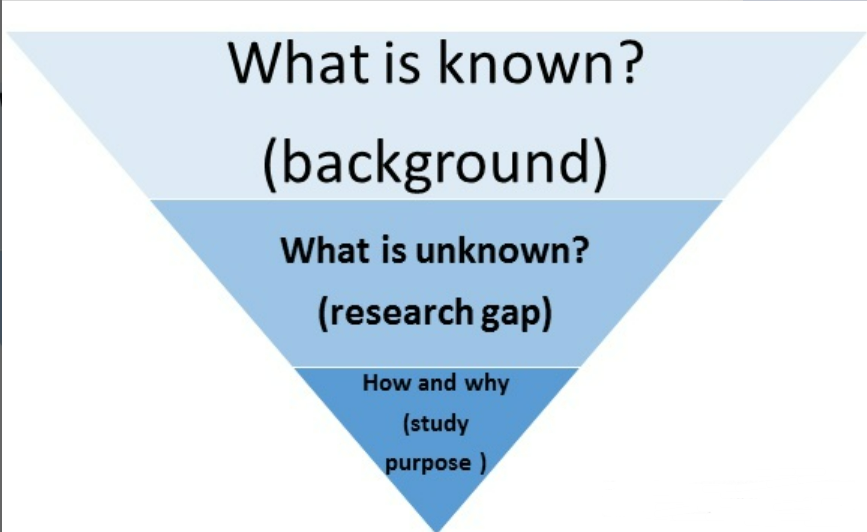 What is known?
(background)
What is unknown?
(research gap)
How and why
(study
purpose )